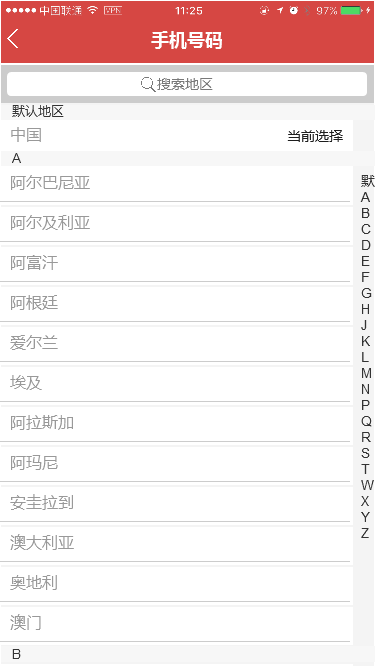 中国联通 VPN 11:25 97%
手机号码
搜索地区
默认地区
中国 当前选择
A
阿尔巴尼亚
阿尔及利亚
阿富汗
阿根廷
爱尔兰
埃及
阿拉斯加
阿玛尼
安圭拉到
澳大利亚
奥地利
澳门
B
默
A
B
C
D
E
F
G
H
J
K
L
M
N
P
Q
R
S
T
W
X
Y
Z